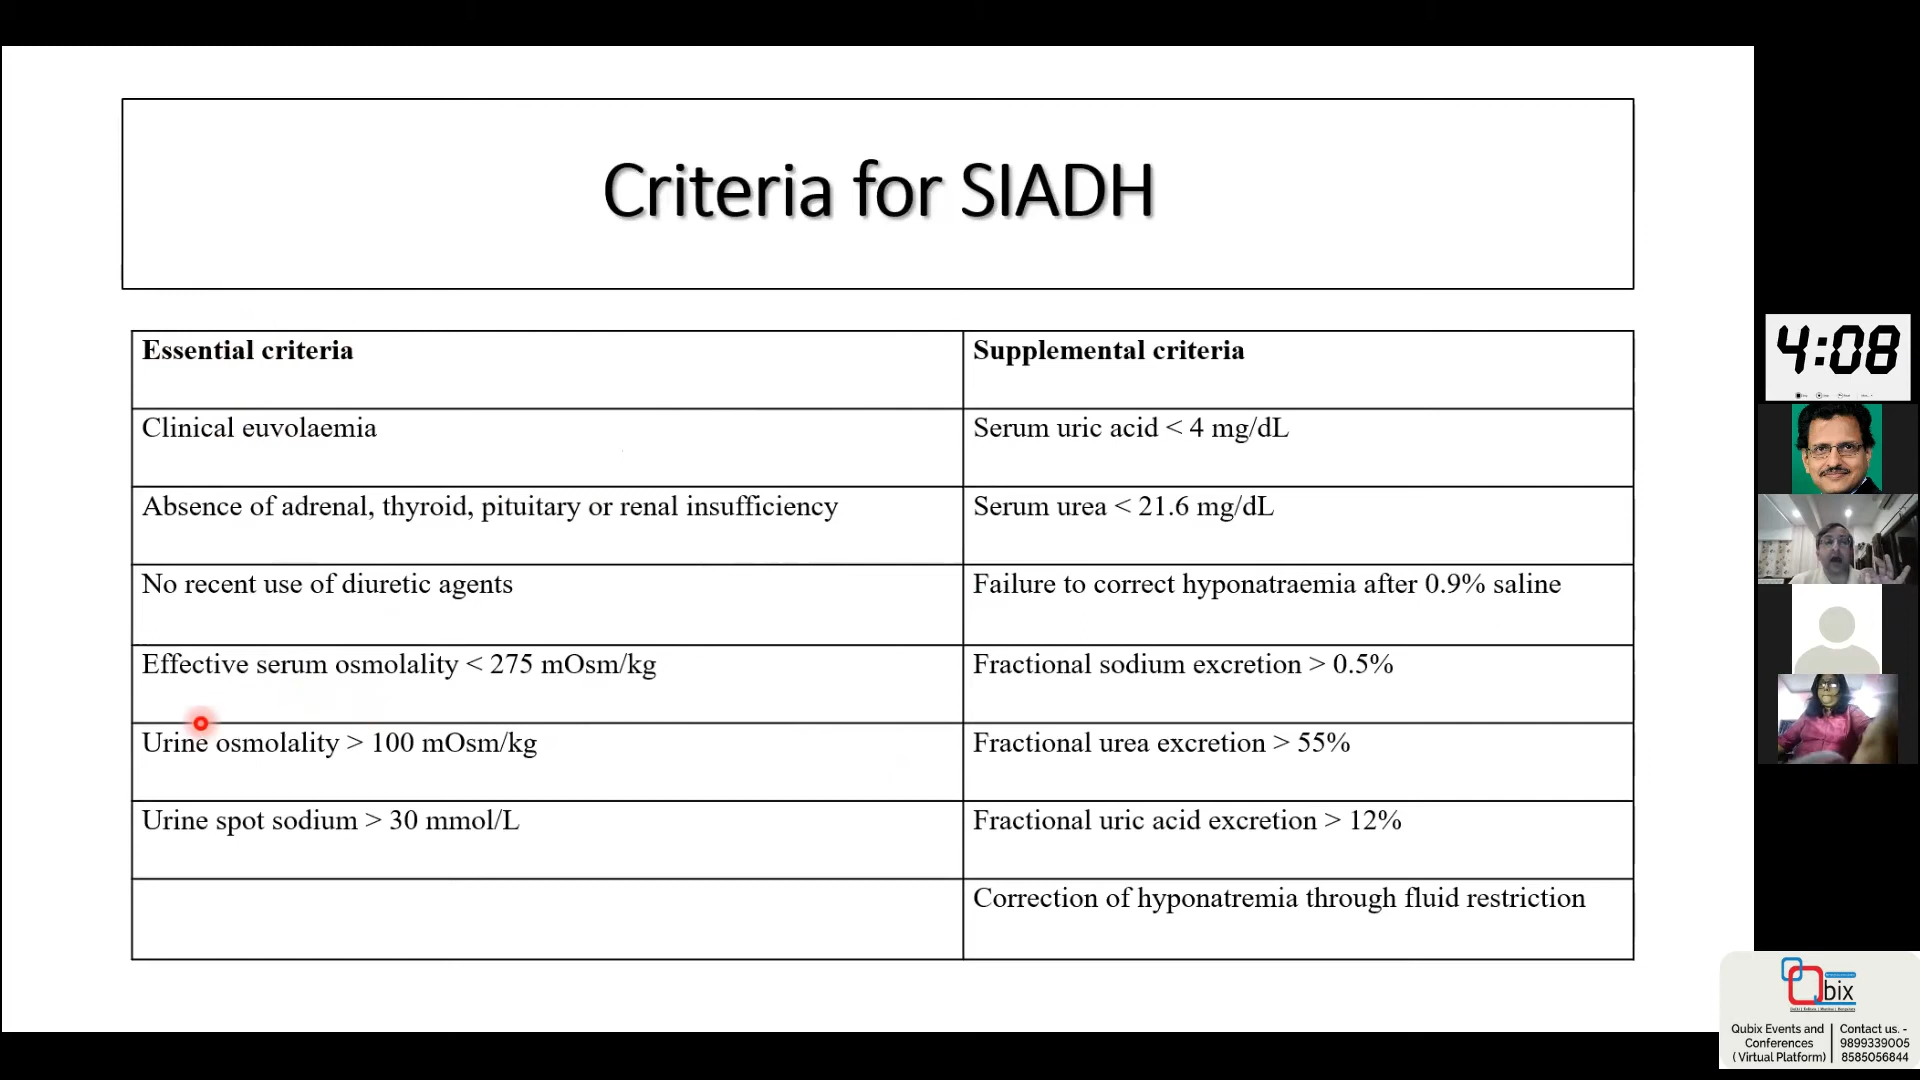 Criteria for SIADH
Essential criteria
Supplemental criteria
Clinical euvolaemia
Serum uric acid < 4 mg/dL
Absence of adrenal, thyroid, pituitary or renal insufficiency
Serum urea < 21.6 mg/dL
No recent use of diuretic agents
Failure to correct hyponatraemia after 0.9% saline
Effective serum osmolality < 275 mOsm/kg
Fractional sodium excretion > 0.5%
Urine osmolality > 100 mOsm/kg
Fractional urea excretion > 55%
Urine spot sodium > 30 mmol/L
Fractional uric acid excretion > 12%
Correction of hyponatremia through fluid restriction
4:08
Qbix
Qubix Events and
Conferences
( Virtual Platform)
Contact us. -
9899339005
8585056844